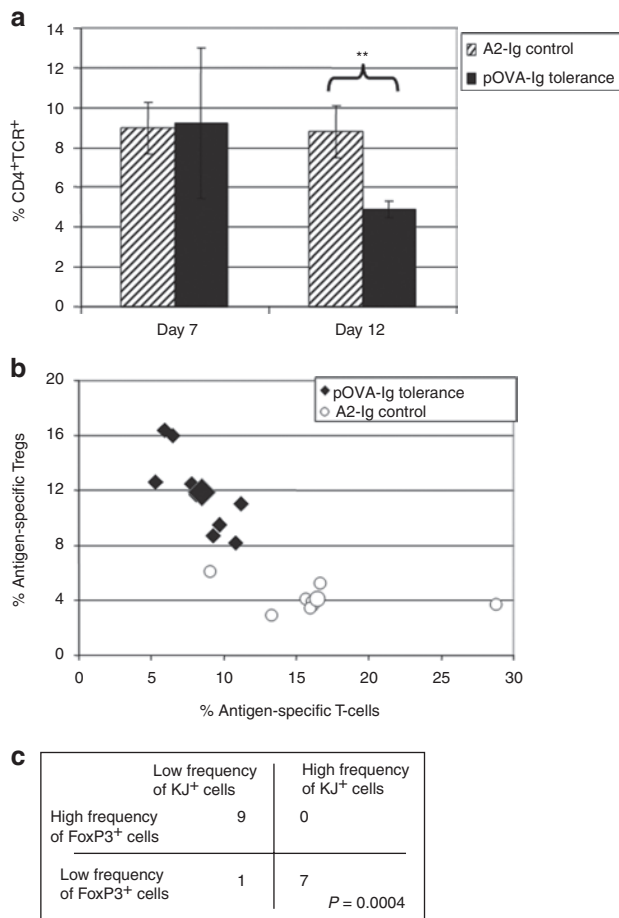 a
14
12
10
8
6
4
2
0
% CD4+TCR+
**
A2-Ig control
pOVA-Ig tolerance
Day 7
Day 12
b
20
16
12
8
4
0
% Antigen-specific Tregs
pOVA-Ig tolerance
A2-Ig control
0 5 10 15 20 25 30
% Antigen-specific T-cells
c
Low frequency
of KJ+ cells
High frequency
of KJ+ cells
High frequency
of FoxP3+ cells
9 0
Low frequency
of FoxP3+ cells
1 7
P = 0.0004